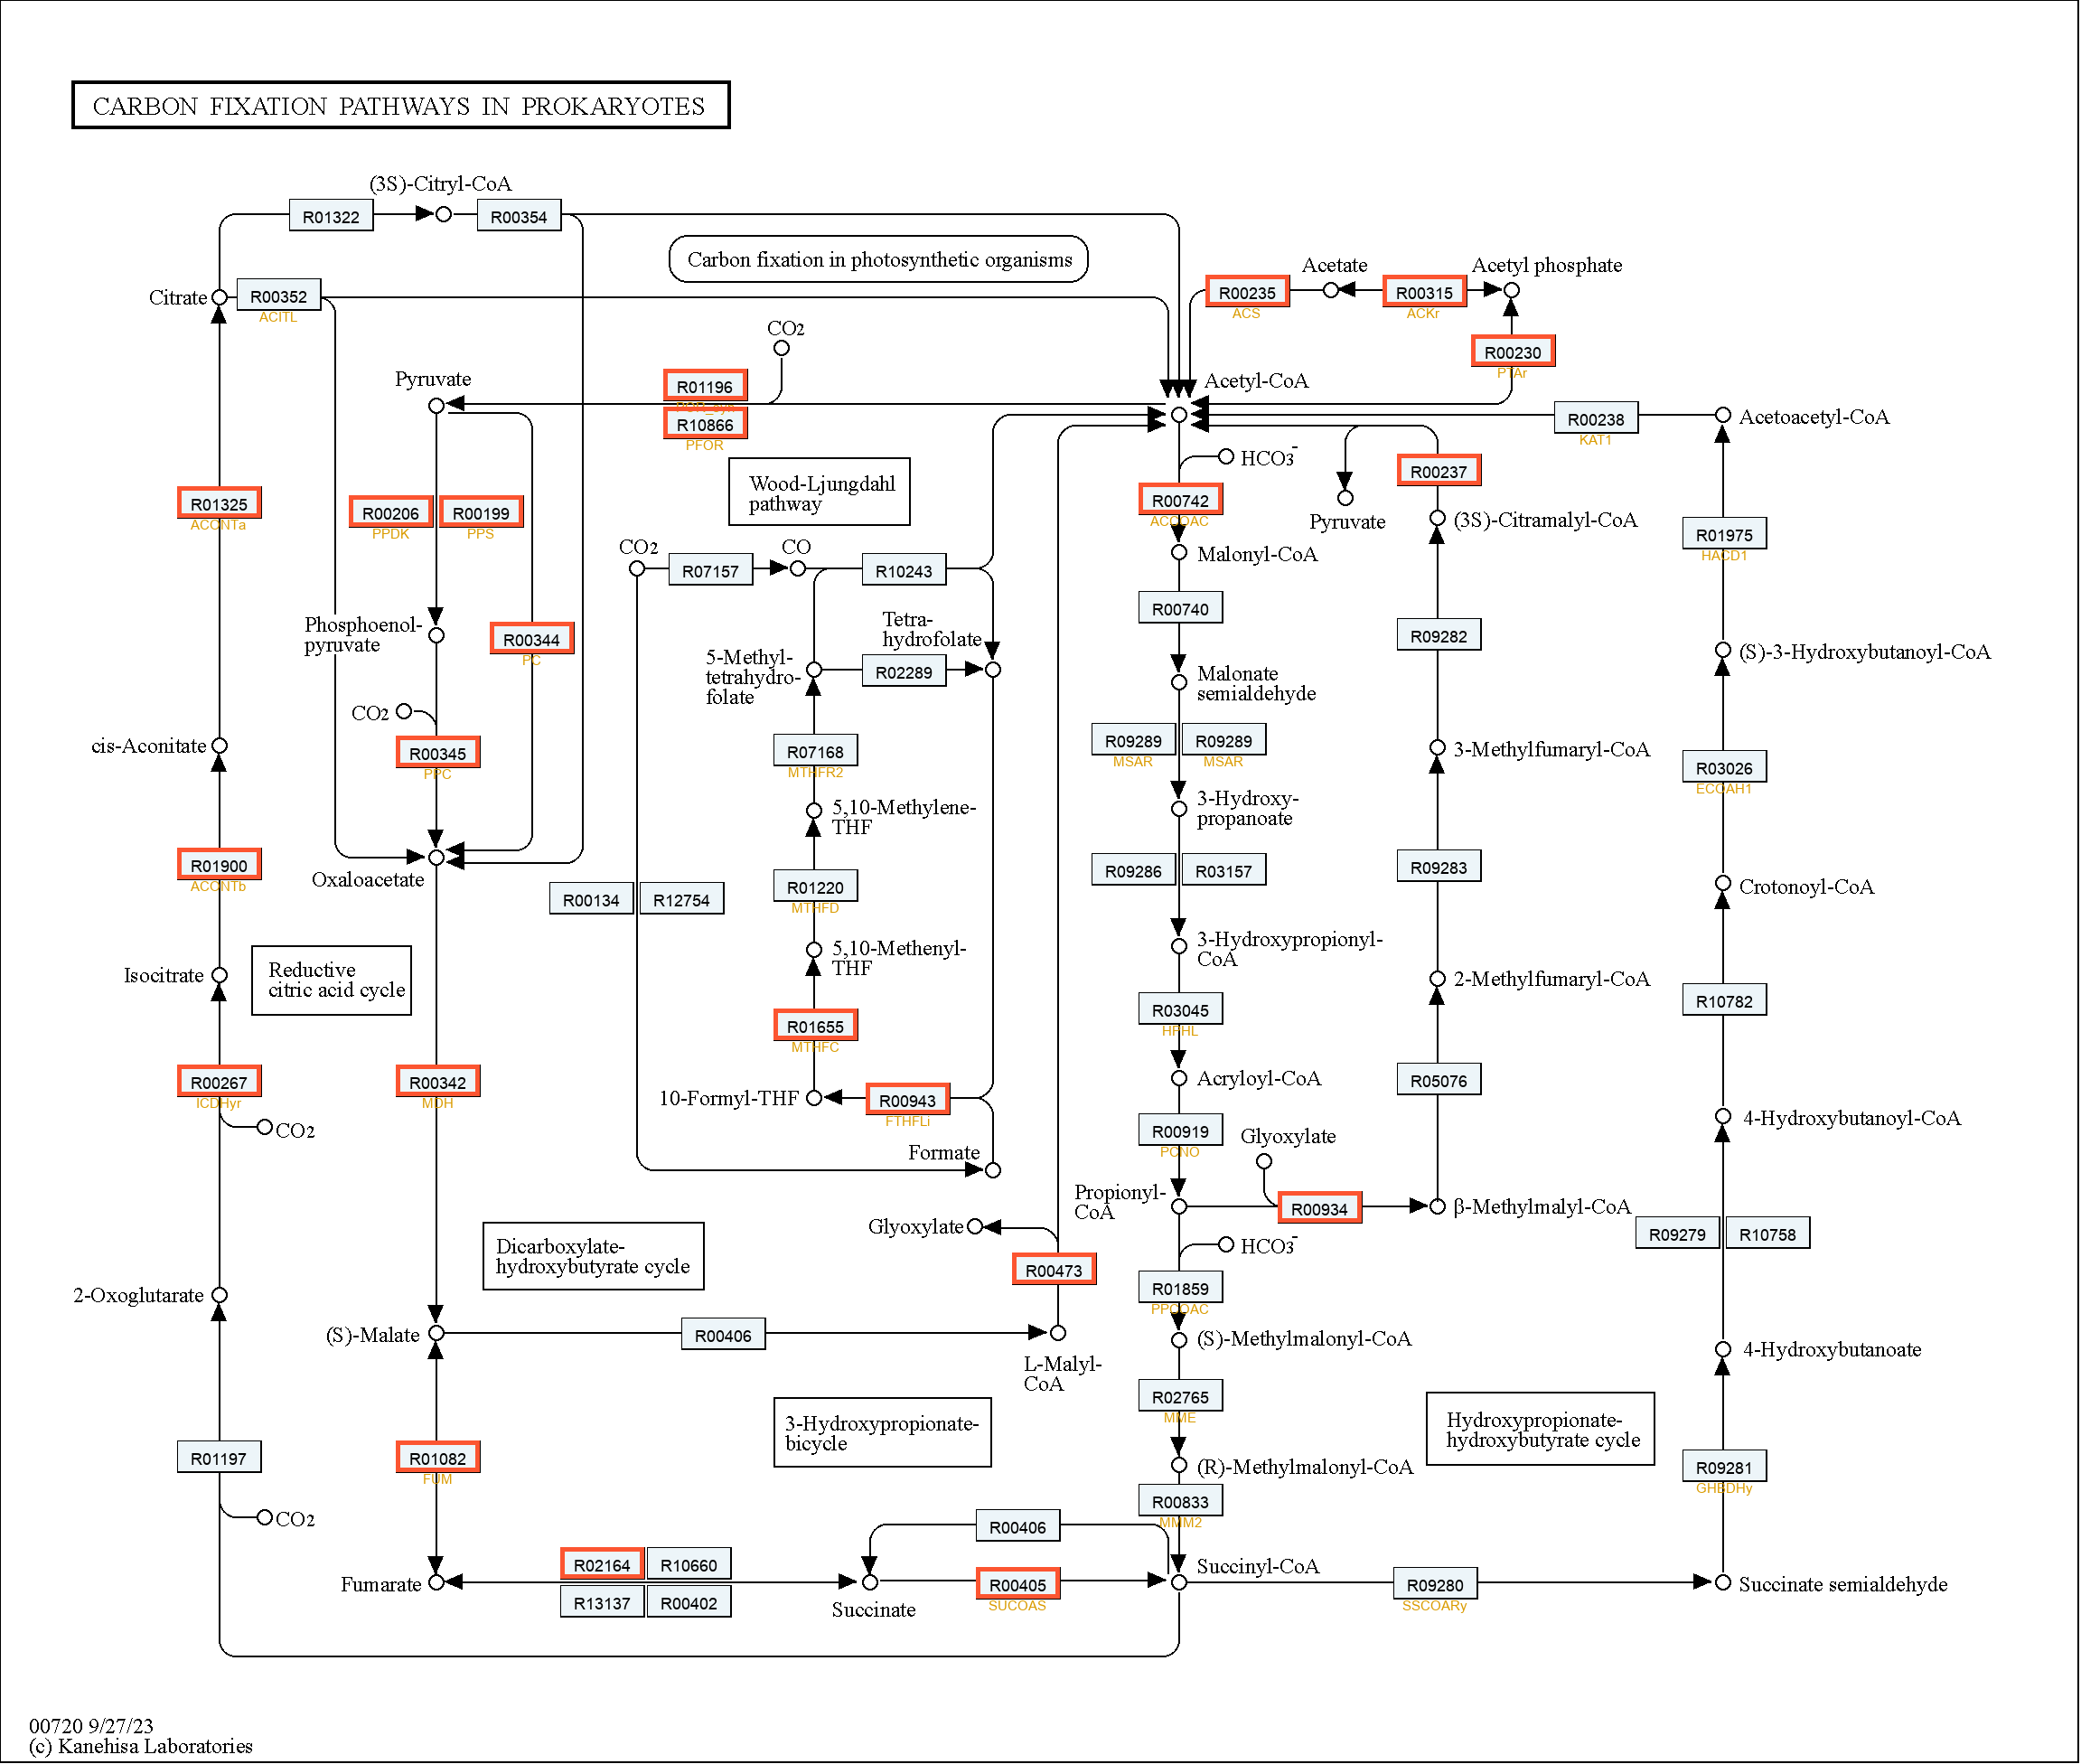 CARBON FIXATION PATHWAYS IN PROKARYOTES
(3S)-Citryl-CoA
R01322
R00354
Carbon fixation in photosynthetic organisms
Citrate
R00352
ACITL
Acetate
Acetyl phosphate
R00235
ACS
R00315
ACKr
R00230
PTAr
CO2
Pyruvate
R01196
R10866
PFOR
Acetyl-CoA
R00238
KAT1
Acetoacetyl-CoA
Wood-Ljungdahl
pathway
HCO3-
R00742
ACCOAC
Pyruvate
R00237
(3S)-Citramalyl-CoA
R01325
ACONTa
R00206
PPDK
R00199
PPS
R01975
HACD1
CO2
R07157
CO
R10243
Malonyl-CoA
R00740
R09282
Phosphoenol-
pyruvate
R00344
PC
Tetra-
hydrofolate
5-Methyl-
tetrahydro-
folate
R02289
Malonate
semialdehyde
(S)-3-Hydroxybutanoyl-CoA
CO2
R00345
PPC
cis-Aconitate
R07168
MTHFR2
R09289
MSAR
R09289
MSAR
3-Methylfumaryl-CoA
R03026
ECOAH1
5,10-Methylene-
THF
3-Hydroxy-
propanoate
R01900
ACONTb
Oxaloacetate
R00134
R12754
R01220
MTHFD
R09286
R03157
R09283
Crotonoyl-CoA
Isocitrate
Reductive
citric acid cycle
5,10-Methenyl-
THF
3-Hydroxypropionyl-
CoA
2-Methylfumaryl-CoA
R01655
MTHFC
R03045
HPHL
R10782
R00267
ICDHyr
CO2
R00342
MDH
10-Formyl-THF
R00943
FTHFLi
Acryloyl-CoA
R05076
Formate
R00919
PCNO
Glyoxylate
4-Hydroxybutanoyl-CoA
Propionyl-
CoA
R00934
β-Methylmalyl-CoA
Glyoxylate
R00473
HCO3-
R09279
R10758
Dicarboxylate-
hydroxybutyrate cycle
R01859
PPCOAC
2-Oxoglutarate
(S)-Malate
R00406
L-Malyl-
CoA
(S)-Methylmalonyl-CoA
4-Hydroxybutanoate
R02765
MME
3-Hydroxypropionate-
bicycle
Hydroxypropionate-
hydroxybutyrate cycle
R01197
R01082
FUM
(R)-Methylmalonyl-CoA
R09281
GHBDHy
CO2
R00833
MMM2
R00406
Fumarate
R02164
R10660
R13137
R00402
Succinate
R00405
SUCOAS
Succinyl-CoA
R09280
SSCOARy
Succinate semialdehyde
00720 9/27/23
(c) Kanehisa Laboratories